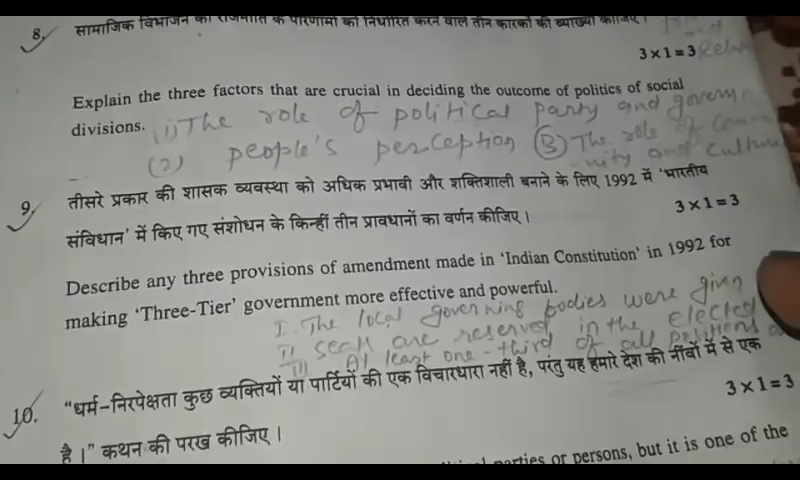 8. सामाजिक विभाजन की राजनीति के परिणामों को निर्धारित करने वाले तीन कारकों की व्याख्या कीजिए।
3 × 1 = 3
Explain the three factors that are crucial in deciding the outcome of politics of social
divisions. (i) The role of political party and govern
(2) people's perception (3) The role of
and culture
9. तीसरे प्रकार की शासक व्यवस्था को अधिक प्रभावी और शक्तिशाली बनाने के लिए 1992 में 'भारतीय
संविधान' में किए गए संशोधन के किन्हीं तीन प्रावधानों का वर्णन कीजिए।
3 × 1 = 3
Describe any three provisions of amendment made in 'Indian Constitution' in 1992 for
making 'Three-Tier' government more effective and powerful.
I The local governing bodies were given
II seats are reserved in the elected
III At least one-third of all positions a
10. "धर्म-निरपेक्षता कुछ व्यक्तियों या पार्टियों की एक विचारधारा नहीं है, परंतु यह हमारे देश की नींवों में से एक
है।" कथन की परख कीजिए।
3 × 1 = 3
parties or persons, but it is one of the